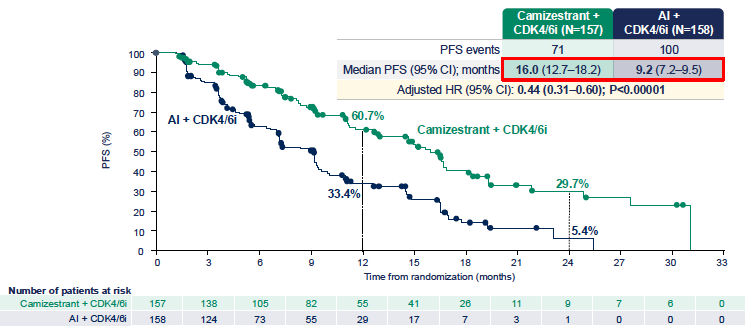 Camizestrant + CDK4/6i (N=157) AI + CDK4/6i (N=158)
PFS events 71 100
Median PFS (95% CI); months 16.0 (12.7–18.2) 9.2 (7.2–9.5)
Adjusted HR (95% CI): 0.44 (0.31–0.60); P<0.00001
100
90
80
70
60
50
40
30
20
10
0
PFS (%)
60.7%
AI + CDK4/6i
Camizestrant + CDK4/6i
33.4%
29.7%
5.4%
0 3 6 9 12 15 18 21 24 27 30 33
Time from randomization (months)
Number of patients at risk
Camizestrant + CDK4/6i 157 138 105 82 55 41 26 11 9 7 6 0
AI + CDK4/6i 158 124 73 55 29 17 7 3 1 0 0 0